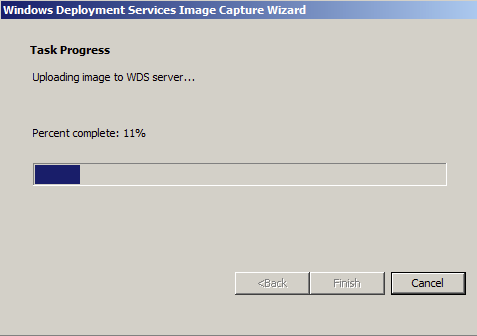 Windows Deployment Services Image Capture Wizard
Task Progress
Uploading image to WDS server...
Percent complete: 11%
<Back
Finish
Cancel